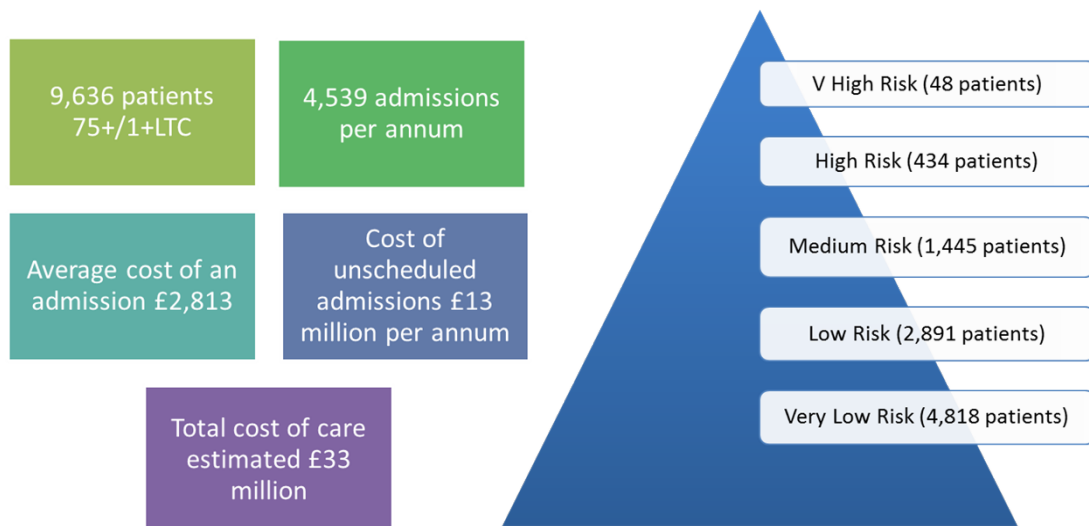 9,636 patients
75+/1+LTC
4,539 admissions
per annum
Average cost of an
admission £2,813
Cost of
unscheduled
admissions £13
million per annum
Total cost of care
estimated £33
million
V High Risk (48 patients)
High Risk (434 patients)
Medium Risk (1,445 patients)
Low Risk (2,891 patients)
Very Low Risk (4,818 patients)